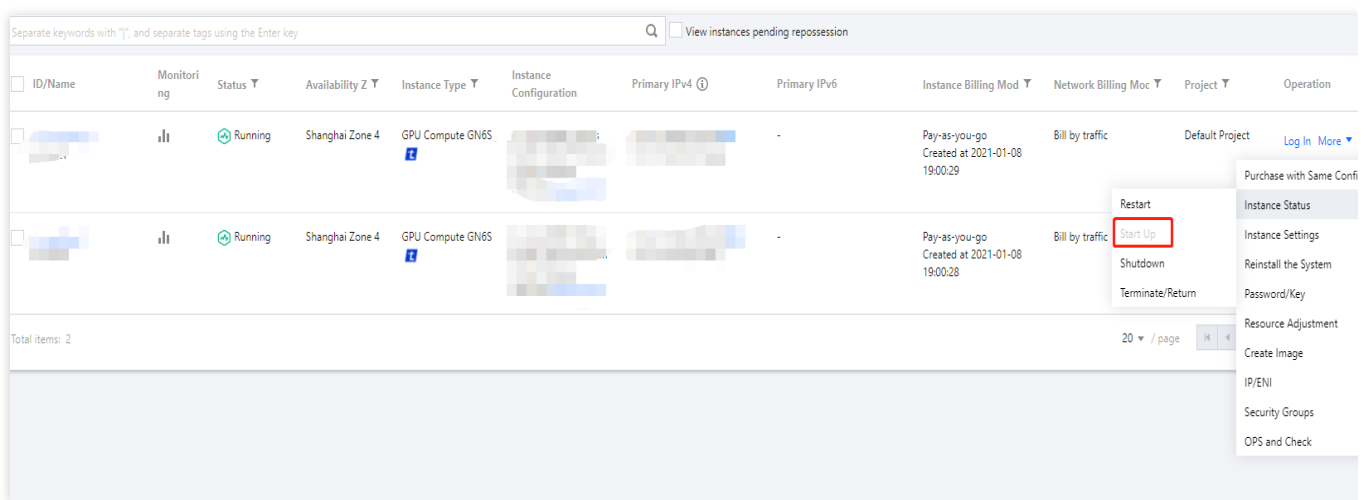 Separate keywords with "|", and separate tags using the Enter key
View instances pending repossession
ID/Name
Monitori
ng
Status
Availability Z
Instance Type
Instance
Configuration
Primary IPv4
Primary IPv6
Instance Billing Mod
Network Billing Moc
Project
Operation
Running
Shanghai Zone 4
GPU Compute GN6S
-
Pay-as-you-go
Created at 2021-01-08
19:00:29
Bill by traffic
Default Project
Log In More
Running
Shanghai Zone 4
GPU Compute GN6S
-
Pay-as-you-go
Created at 2021-01-08
19:00:28
Bill by traffic
Restart
Start Up
Shutdown
Terminate/Return
Purchase with Same Confi
Instance Status
Instance Settings
Reinstall the System
Password/Key
Resource Adjustment
Create Image
IP/ENI
Security Groups
OPS and Check
Total items: 2
20 / page